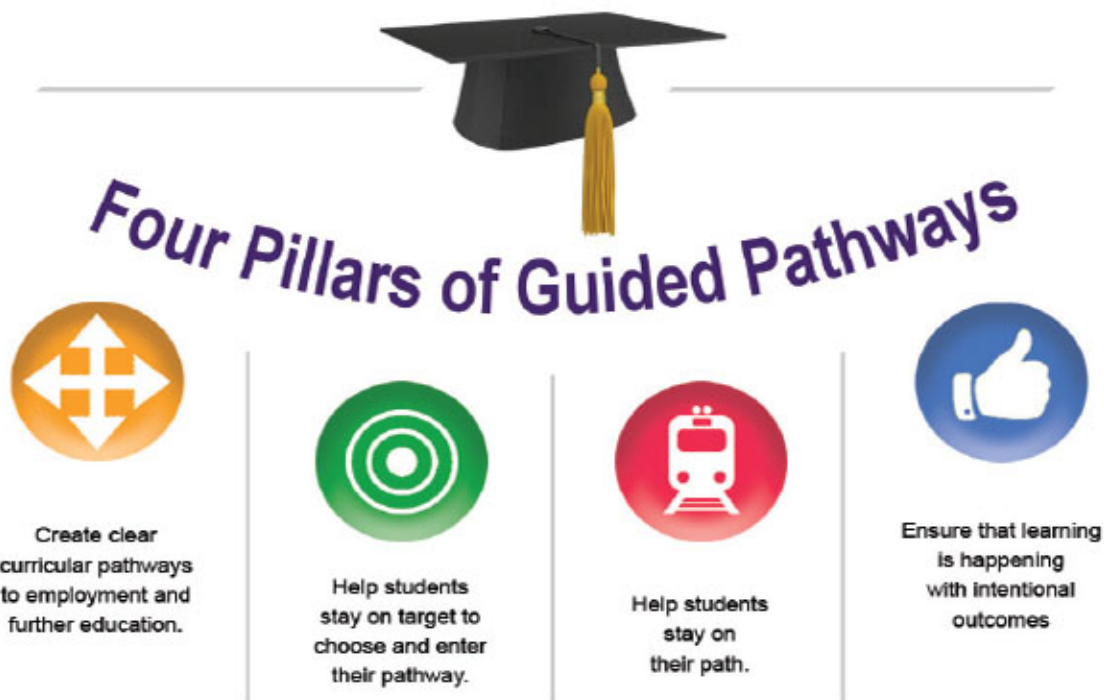 Four Pillars of Guided Pathways
Create clear
curricular pathways
to employment and
further education.
Help students
stay on target to
choose and enter
their pathway.
Help students
stay on
their path.
Ensure that learning
is happening
with intentional
outcomes